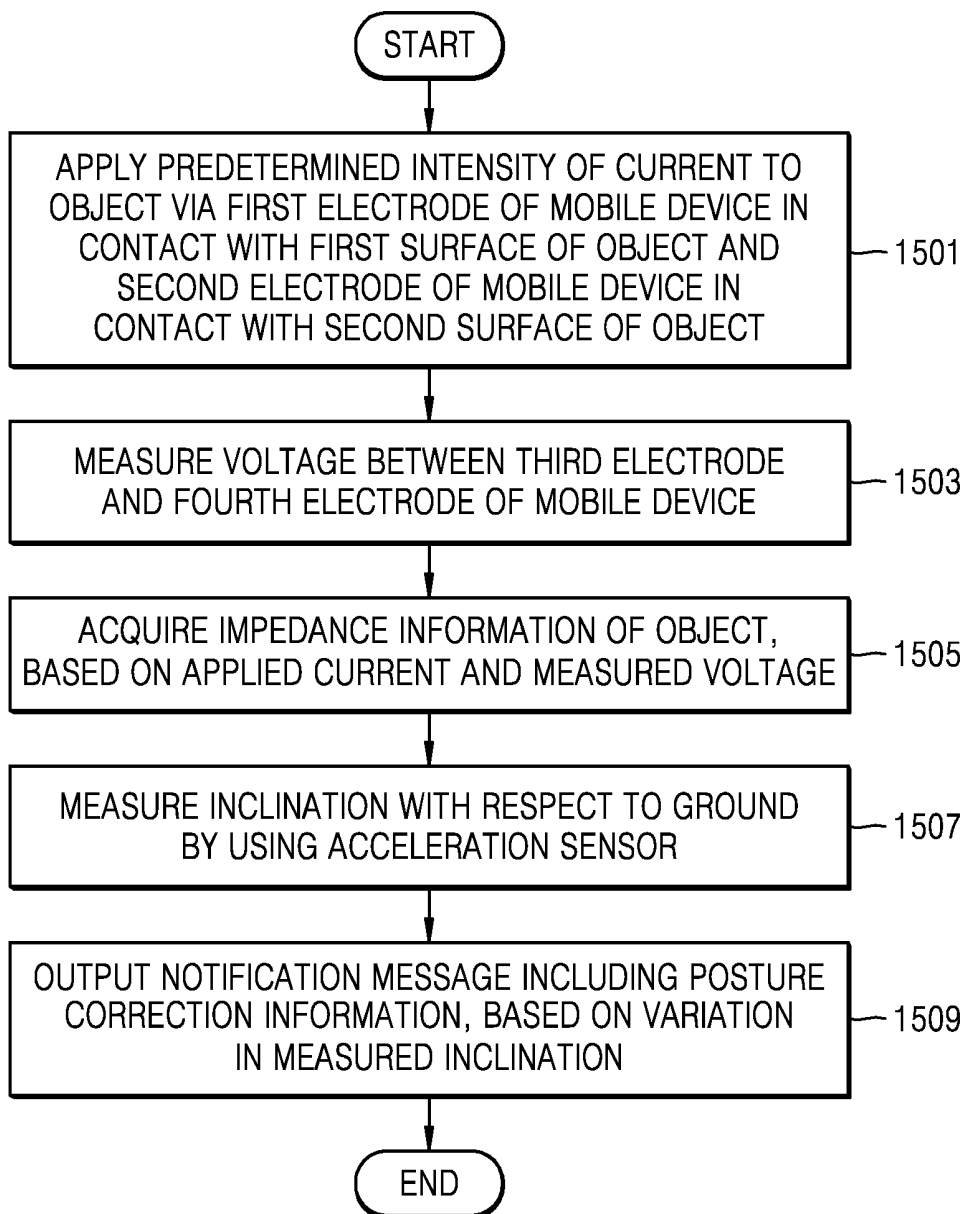 START
APPLY PREDETERMINED INTENSITY OF CURRENT TO
OBJECT VIA FIRST ELECTRODE OF MOBILE DEVICE IN
CONTACT WITH FIRST SURFACE OF OBJECT AND
SECOND ELECTRODE OF MOBILE DEVICE IN
CONTACT WITH SECOND SURFACE OF OBJECT
1501
MEASURE VOLTAGE BETWEEN THIRD ELECTRODE
AND FOURTH ELECTRODE OF MOBILE DEVICE
1503
ACQUIRE IMPEDANCE INFORMATION OF OBJECT,
BASED ON APPLIED CURRENT AND MEASURED VOLTAGE
1505
MEASURE INCLINATION WITH RESPECT TO GROUND
BY USING ACCELERATION SENSOR
1507
OUTPUT NOTIFICATION MESSAGE INCLUDING POSTURE
CORRECTION INFORMATION, BASED ON VARIATION
IN MEASURED INCLINATION
1509
END